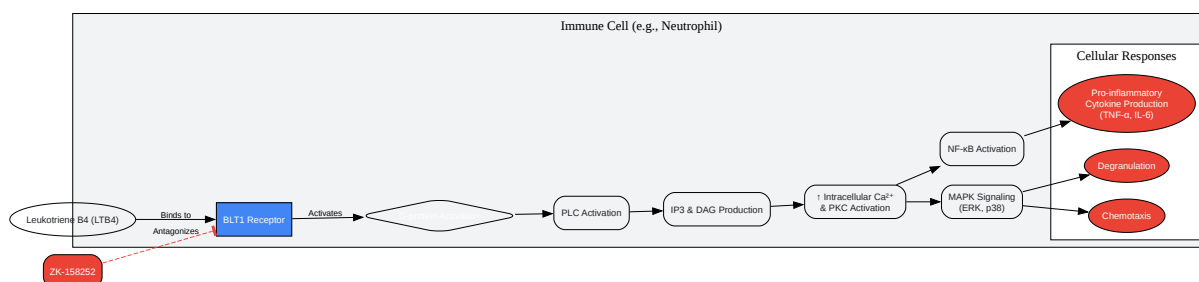 Immune Cell (e.g., Neutrophil)
Cellular Responses
Pro-inflammatory
Cytokine Production
(TNF-α, IL-6)
NF-κB Activation
Degranulation
Leukotriene B4 (LTB4)
Binds to
Antagonizes
BLT1 Receptor
Activates
PLC Activation
IP3 & DAG Production
↑ Intracellular Ca²⁺
& PKC Activation
MAPK Signaling
(ERK, p38)
Chemotaxis
ZK-158252